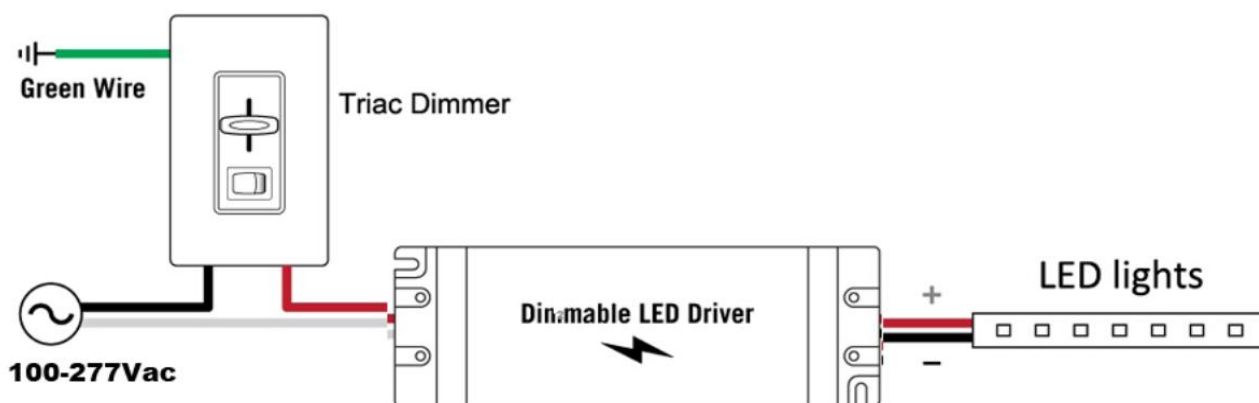 Green Wire
Triac Dimmer
100-277Vac
Dimmable LED Driver
+
−
LED lights